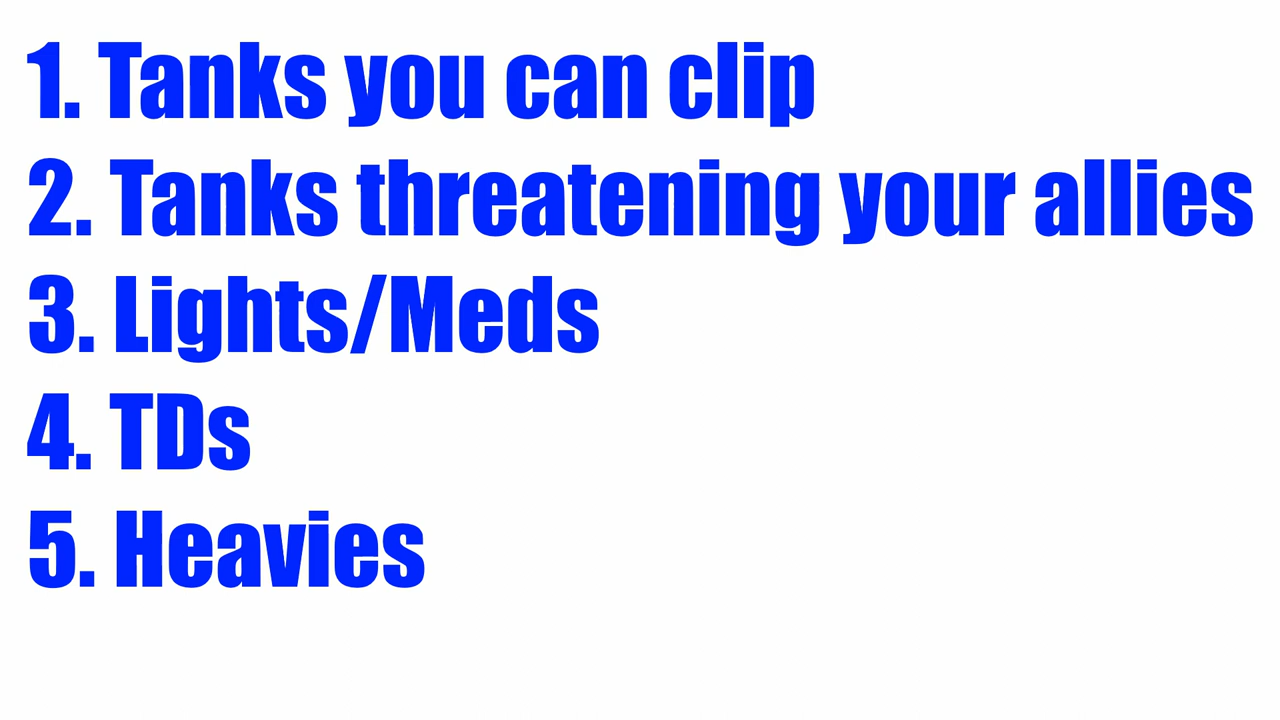 1. Tanks you can clip
2. Tanks threatening your allies
3. Lights/Meds
4. TDs
5. Heavies